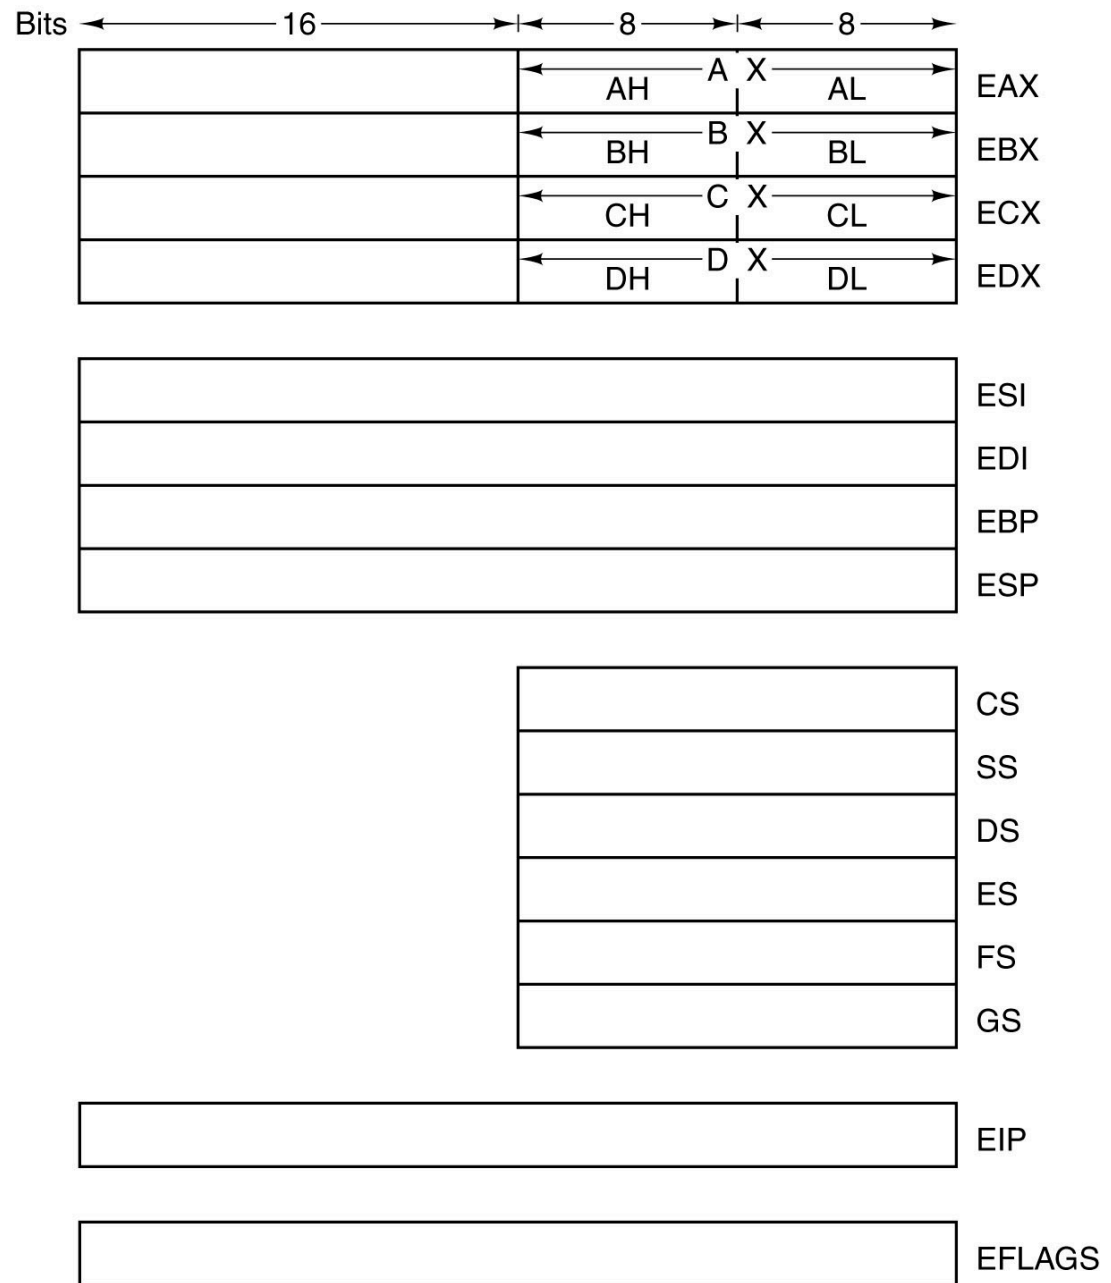 Bits 16 8 8
A X
AH AL EAX
B X
BH BL EBX
C X
CH CL ECX
D X
DH DL EDX
ESI
EDI
EBP
ESP
CS
SS
DS
ES
FS
GS
EIP
EFLAGS